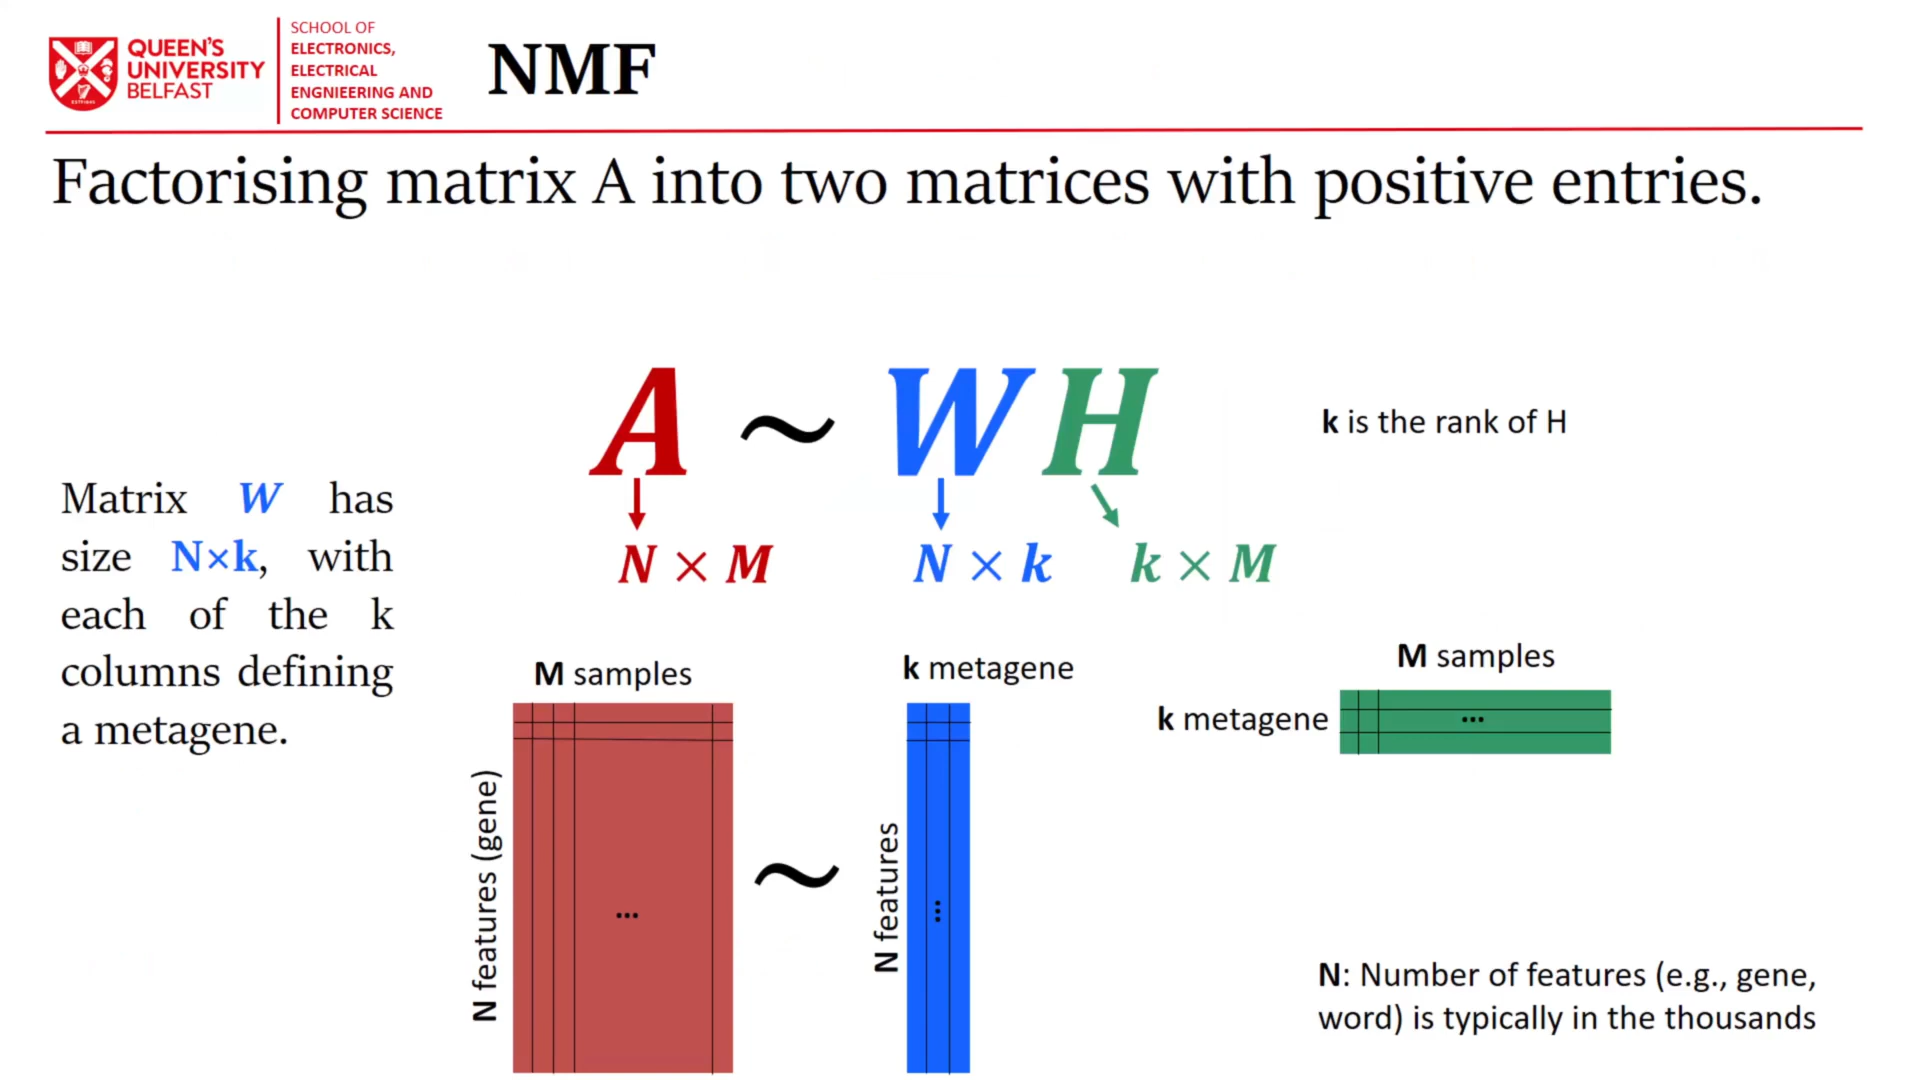 QUEEN'S
UNIVERSITY
BELFAST
ESTD1845
SCHOOL OF
ELECTRONICS,
ELECTRICAL
ENGNIEERING AND
COMPUTER SCIENCE
NMF
Factorising matrix A into two matrices with positive entries.
A ~ W H
k is the rank of H
N × M
N × k
k × M
Matrix W has
size N×k, with
each of the k
columns defining
a metagene.
M samples
N features (gene)
...
~
k metagene
N features
...
M samples
k metagene
...
N: Number of features (e.g., gene,
word) is typically in the thousands